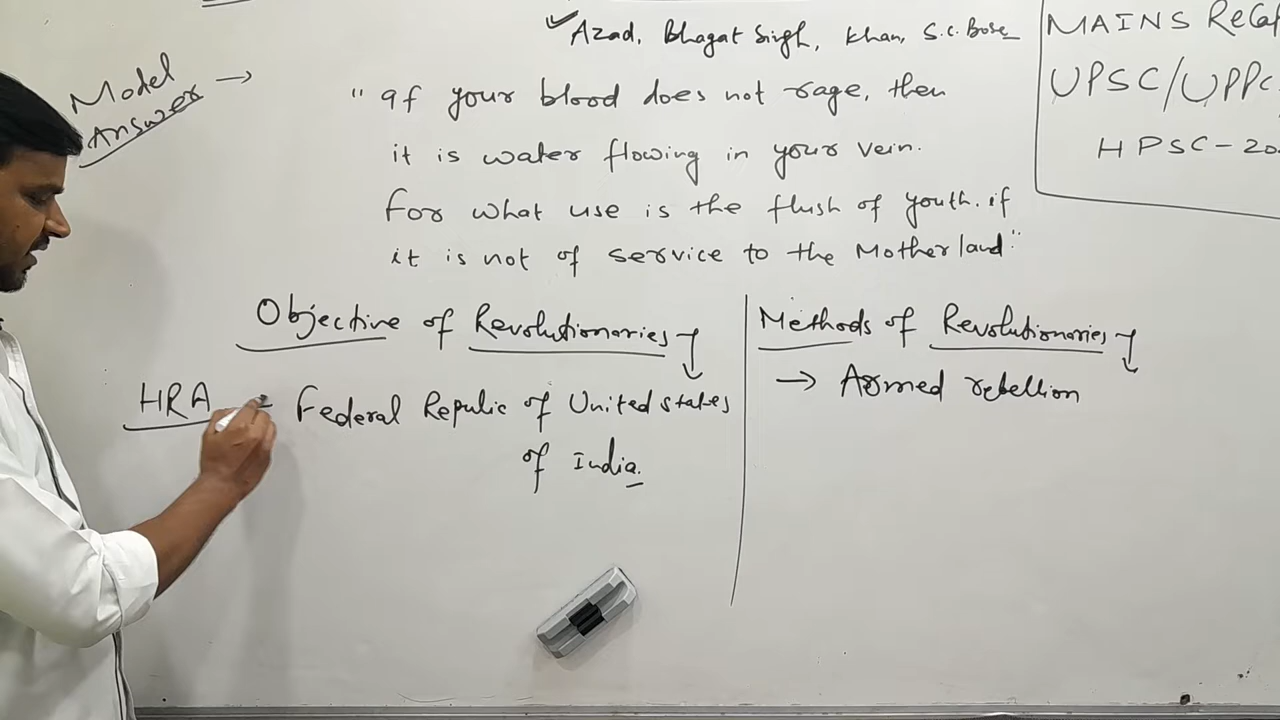 Azad, Bhagat Singh, Khan, S.C. Bose
MAINS
UPSC/UPPC
HPSC-20
Model
Answer →
"If your blood does not rage, then
it is water flowing in your vein.
For what use is the flush of youth. if
it is not of service to the Motherland"
Objective of Revolutionaries
HRA = Federal Repulic of United states
of India.
Methods of Revolutionaries
→ Armed rebellion